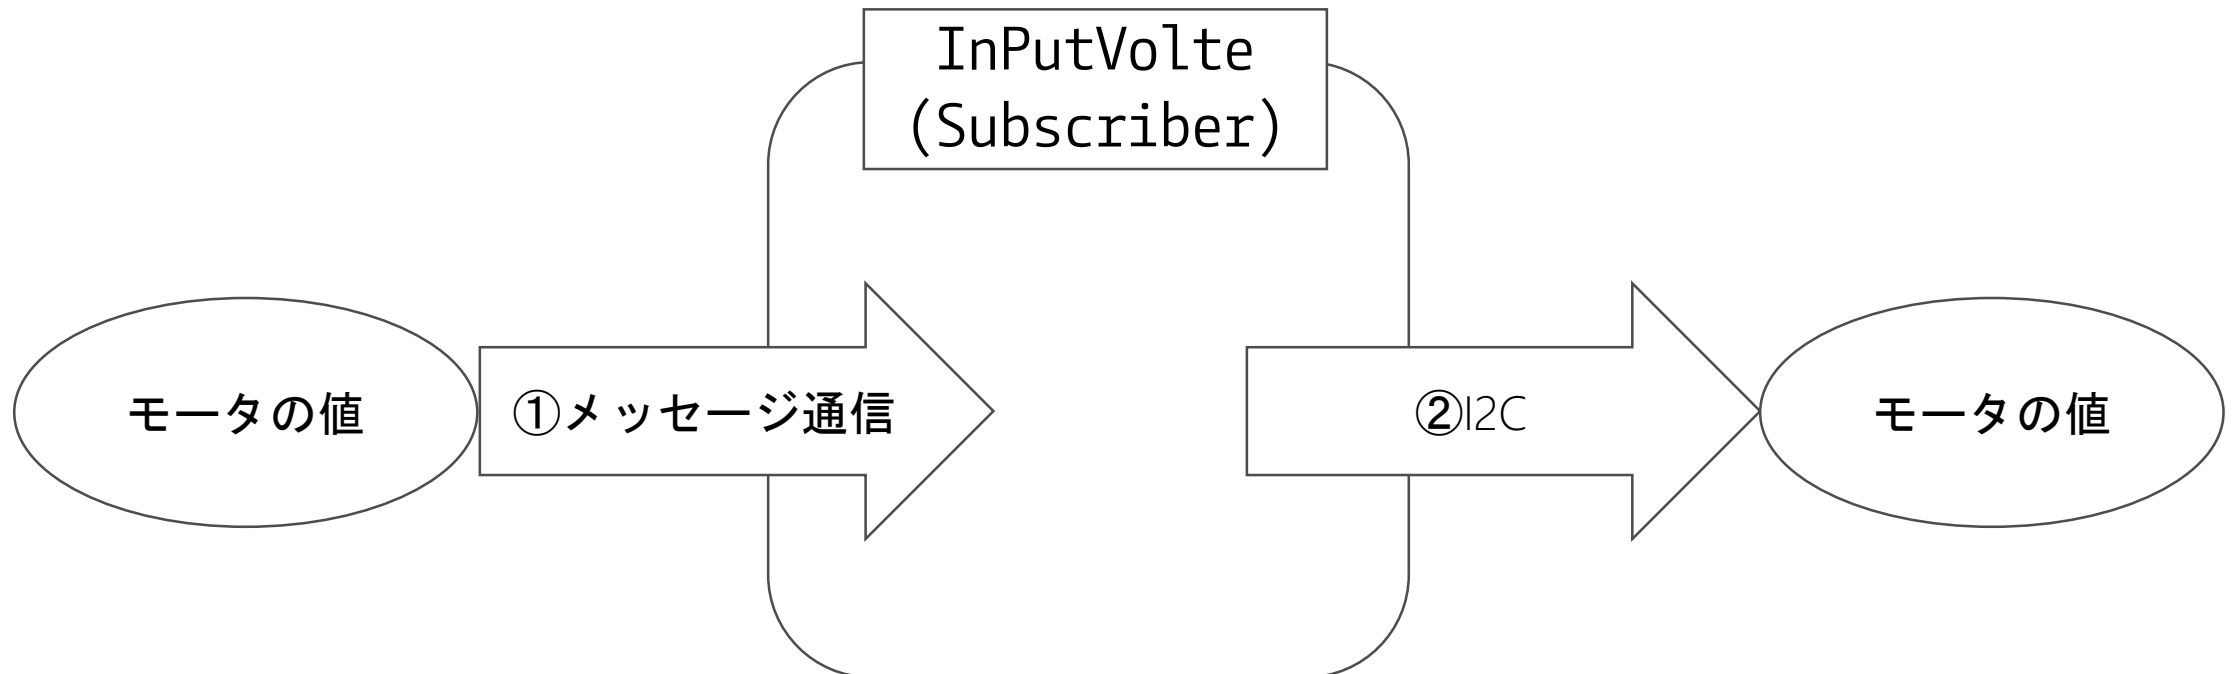 InPutVolte
(Subscriber)
モータの値
①メッセージ通信
②I2C
モータの値